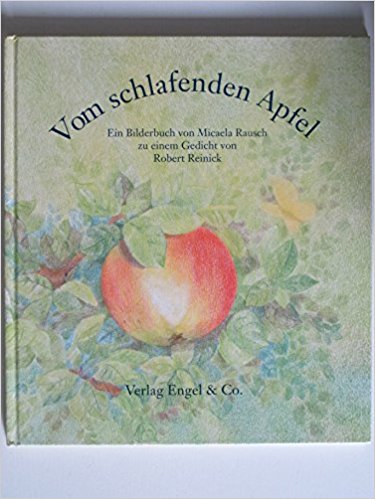 Vom schlafenden Apfel
Ein Bilderbuch von Micaela Rausch
zu einem Gedicht von
Robert Reinick
Verlag Engel & Co.